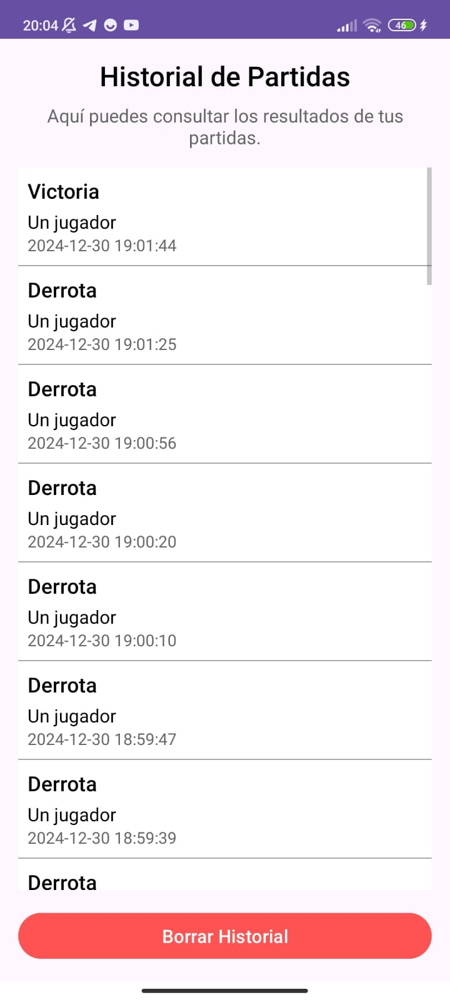 20:04
46
Historial de Partidas
Aquí puedes consultar los resultados de tus
partidas.
Victoria
Un jugador
2024-12-30 19:01:44
Derrota
Un jugador
2024-12-30 19:01:25
Derrota
Un jugador
2024-12-30 19:00:56
Derrota
Un jugador
2024-12-30 19:00:20
Derrota
Un jugador
2024-12-30 19:00:10
Derrota
Un jugador
2024-12-30 18:59:47
Derrota
Un jugador
2024-12-30 18:59:39
Derrota
Borrar Historial